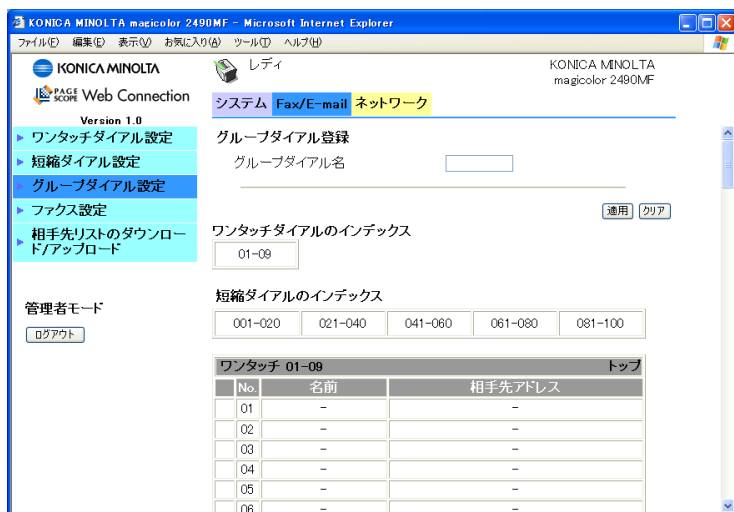 KONICA MINOLTA magicolor 2490MF - Microsoft Internet Explorer
ファイル(F) 編集(E) 表示(V) お気に入り(A) ツール(T) ヘルプ(H)
KONICA MINOLTA
レディ
KONICA MINOLTA
magicolor 2490MF
PAGE SCOPE Web Connection
Version 1.0
システム Fax/E-mail ネットワーク
ワンタッチダイアル設定
短縮ダイアル設定
グループダイアル設定
ファクス設定
相手先リストのダウンロー
ド/アップロード
管理者モード
ログアウト
グループダイアル登録
グループダイアル名
適用 クリア
ワンタッチダイアルのインデックス
01-09
短縮ダイアルのインデックス
001-020 021-040 041-060 061-080 081-100
ワンタッチ 01-09 トップ
No. 名前 相手先アドレス
01 - -
02 - -
03 - -
04 - -
05 - -
06 - -